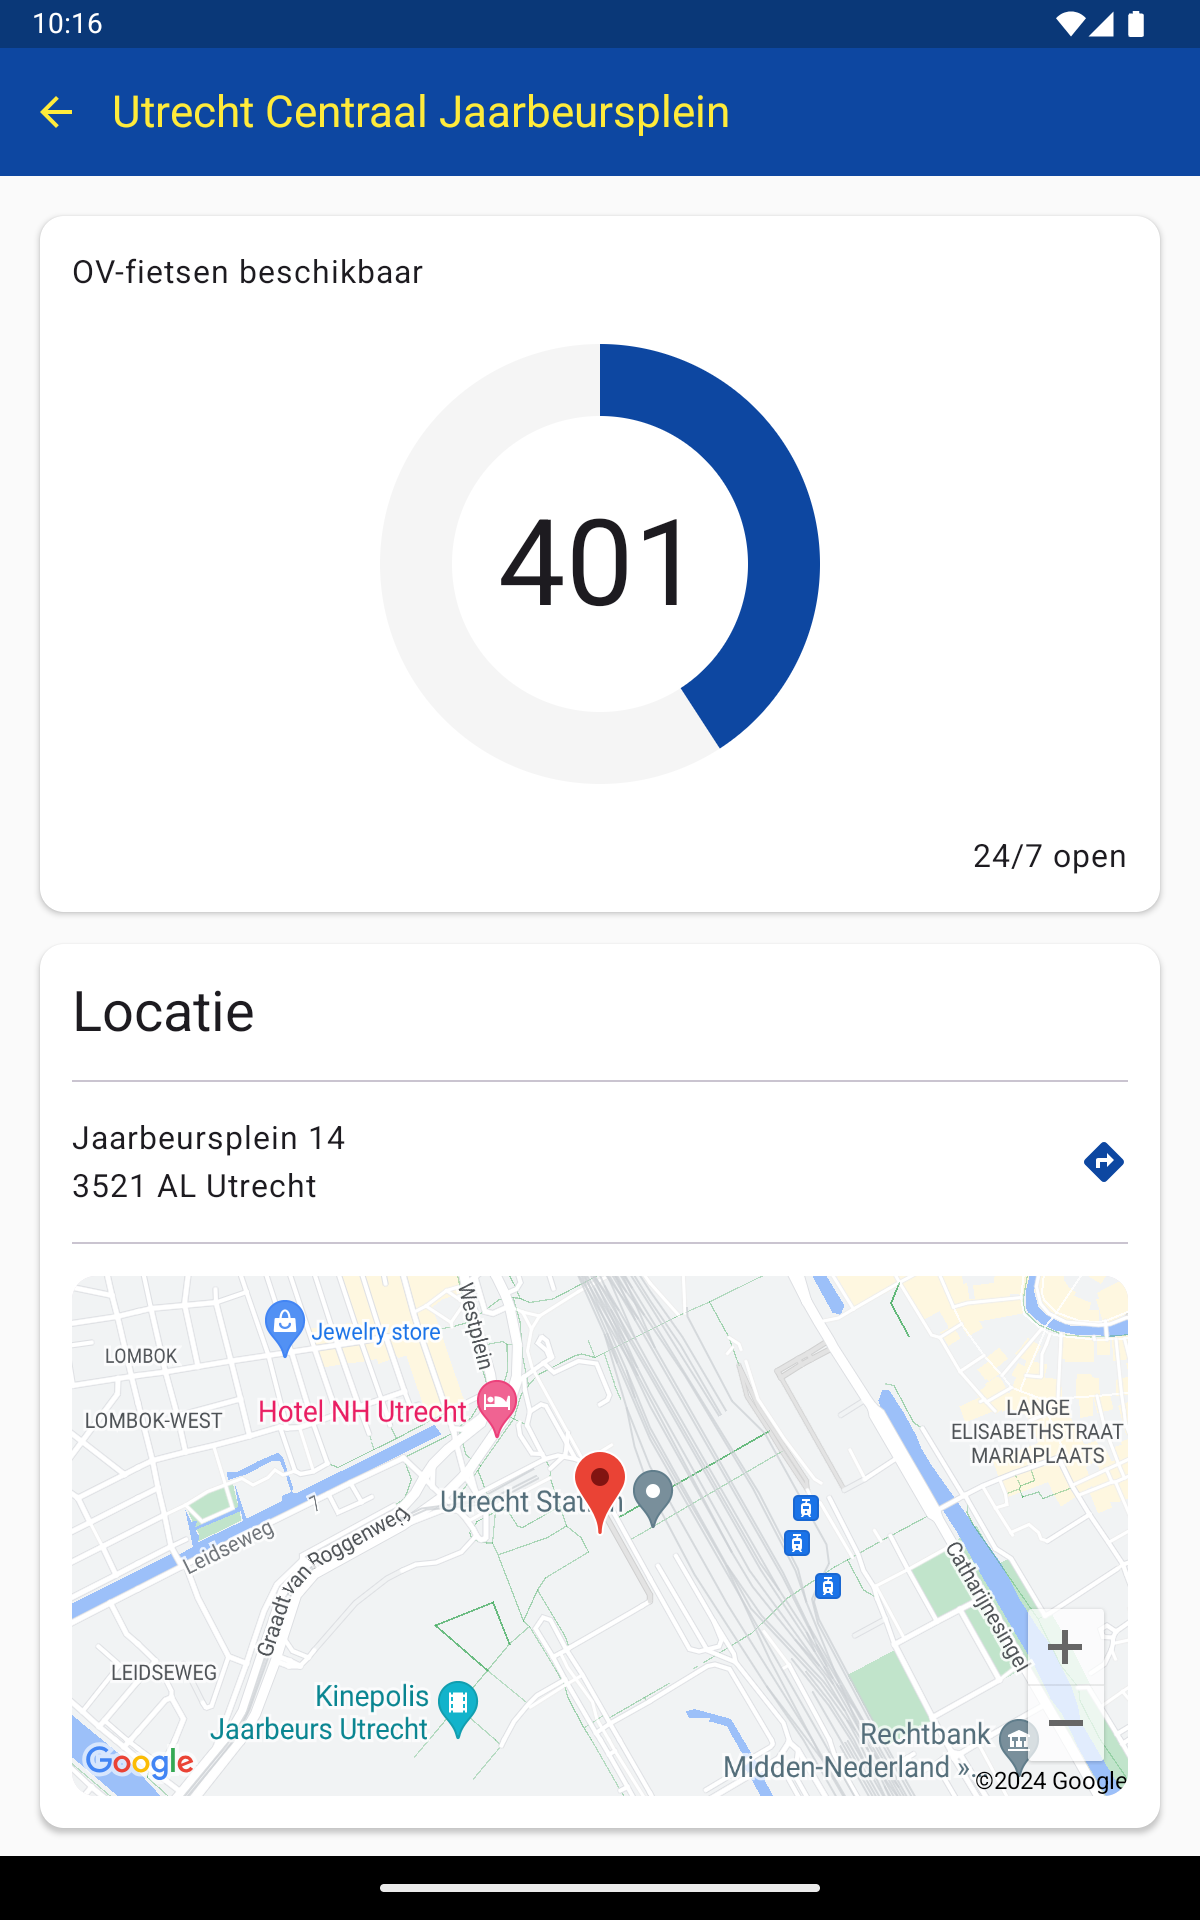 10:16
Utrecht Centraal Jaarbeursplein
OV-fietsen beschikbaar
401
24/7 open
Locatie
Jaarbeursplein 14
3521 AL Utrecht
Westplein
Jewelry store
LOMBOK
Hotel NH Utrecht
LOMBOK-WEST
LANGE
ELISABETHSTRAAT
MARIAPLAATS
Utrecht
Leidseweg
Graadt van Roggenweg
Catharijnesingel
LEIDSEWEG
Kinepolis
Jaarbeurs Utrecht
Rechtbank
Midden-Nederland ».
Google
©2024 Google